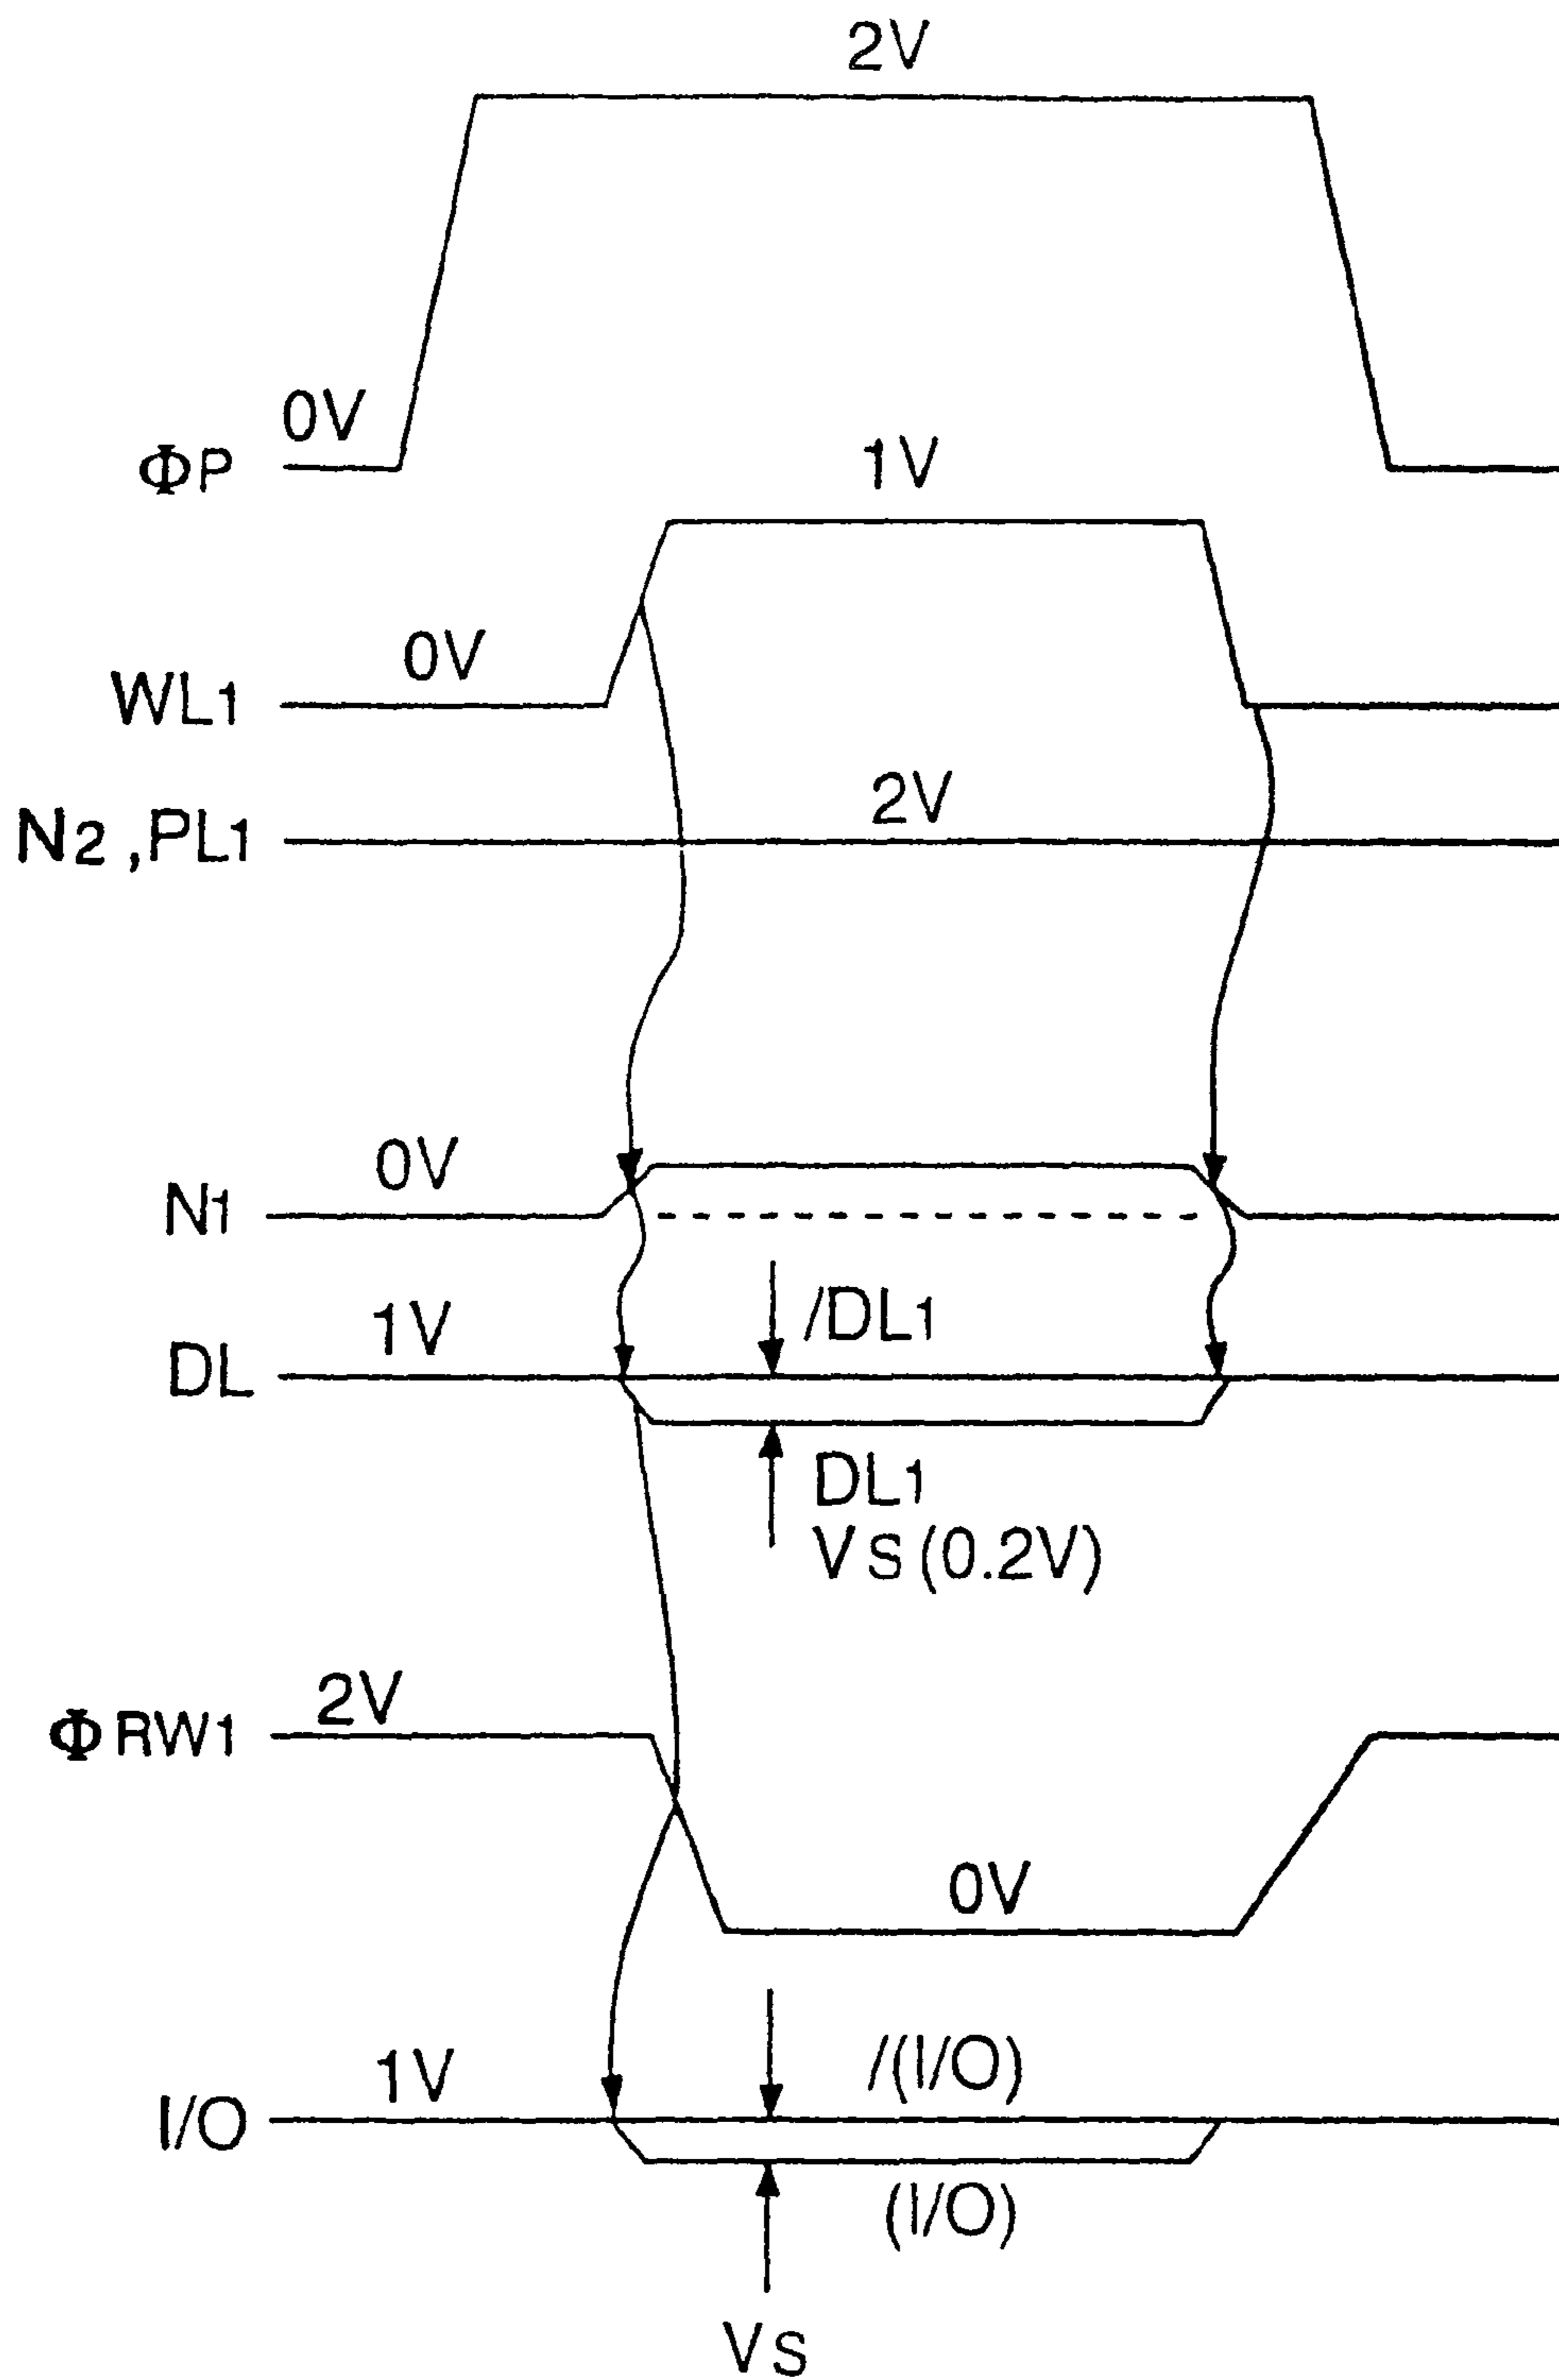 2V
0V
ΦP
1V
0V
WL1
2V
N2,PL1
0V
N1
1V
/DL1
DL
DL1
VS(0.2V)
2V
ΦRW1
0V
1V
/(I/O)
I/O
(I/O)
VS